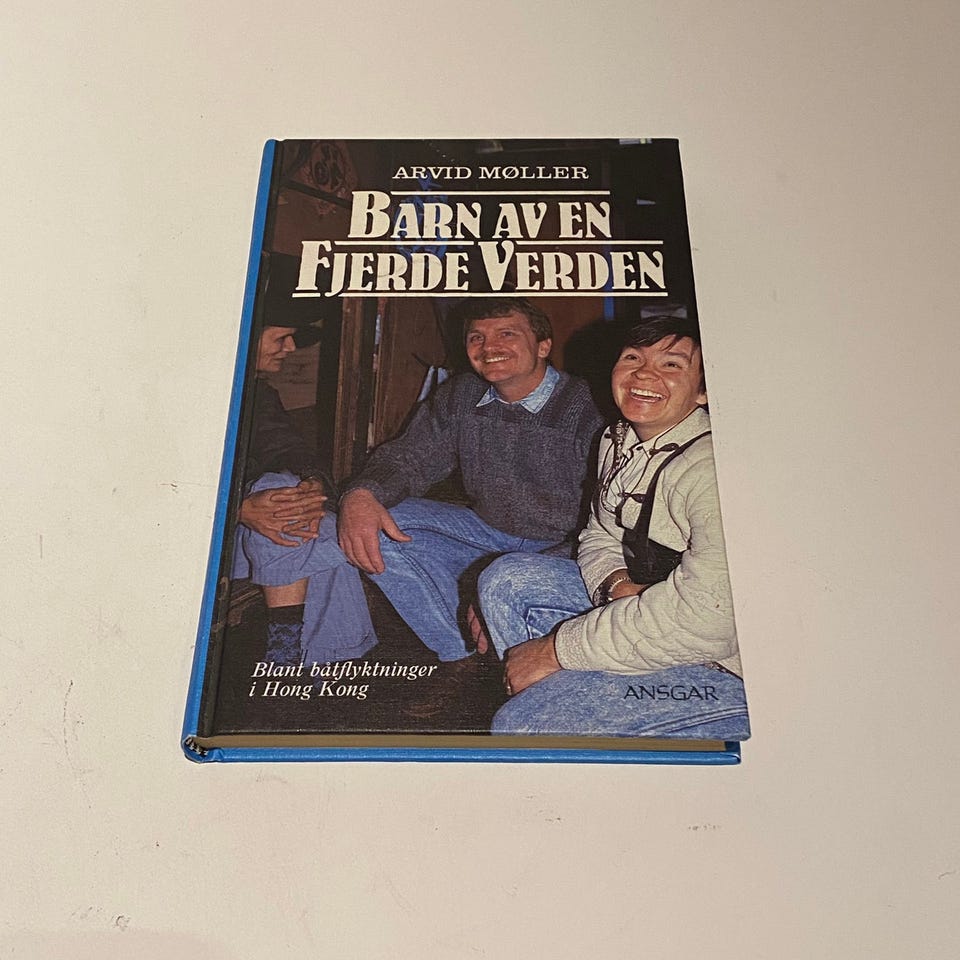 ARVID MØLLER
BARN AV EN
FJERDE VERDEN
Blant båtflyktninger
i Hong Kong
ANSGAR